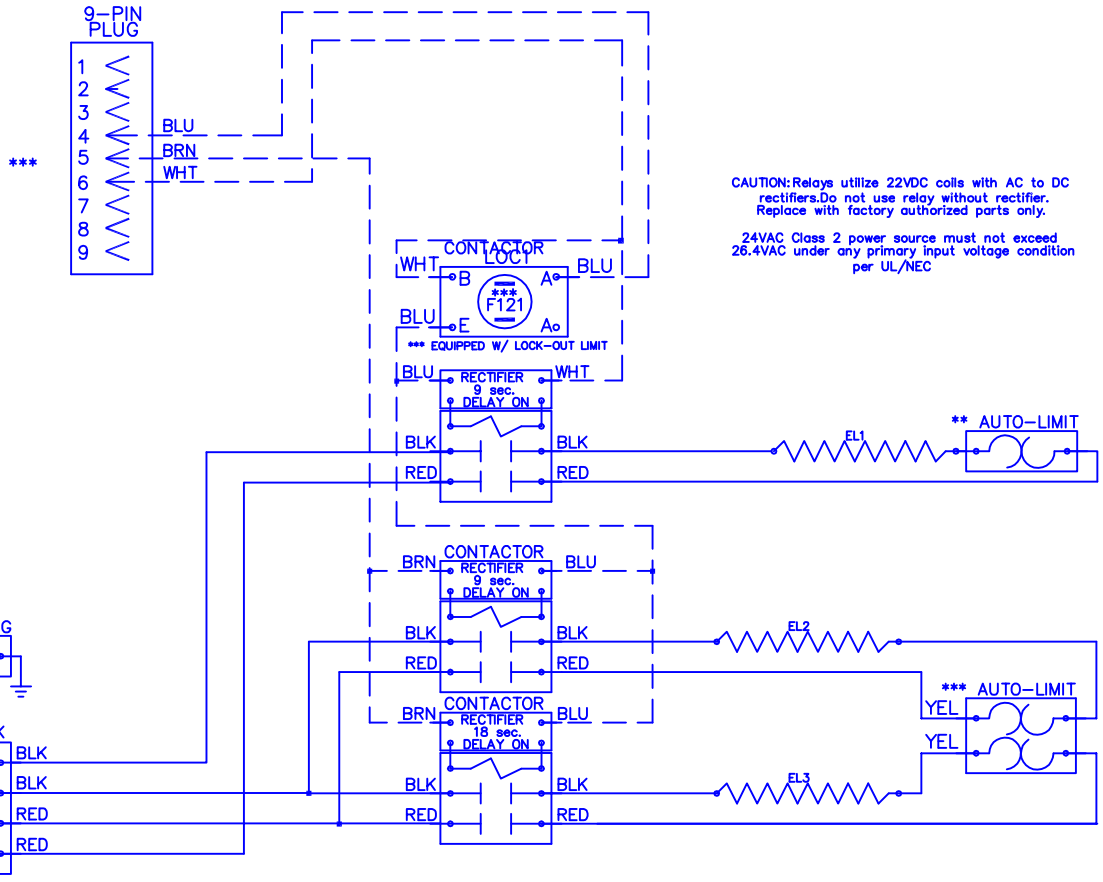 9-PIN
PLUG
1
2
3
4
5
6
7
8
9
***
BLU
BRN
WHT
CAUTION:Relays utilize 22VDC coils with AC to DC
rectifiers.Do not use relay without rectifier.
Replace with factory authorized parts only.
24VAC Class 2 power source must not exceed
26.4VAC under any primary input voltage condition
per UL/NEC
CONTACTOR
LOC1
WHT
B
A
BLU
***
F121
BLU
E
A
*** EQUIPPED W/ LOCK-OUT LIMIT
BLU
RECTIFIER
9 sec.
DELAY ON
WHT
BLK
BLK
RED
RED
EL1
** AUTO-LIMIT
CONTACTOR
BRN
RECTIFIER
9 sec.
DELAY ON
BLU
BLK
BLK
RED
RED
EL2
*** AUTO-LIMIT
YEL
YEL
CONTACTOR
BRN
RECTIFIER
18 sec.
DELAY ON
BLU
BLK
BLK
RED
RED
EL3
G
K
BLK
BLK
RED
RED